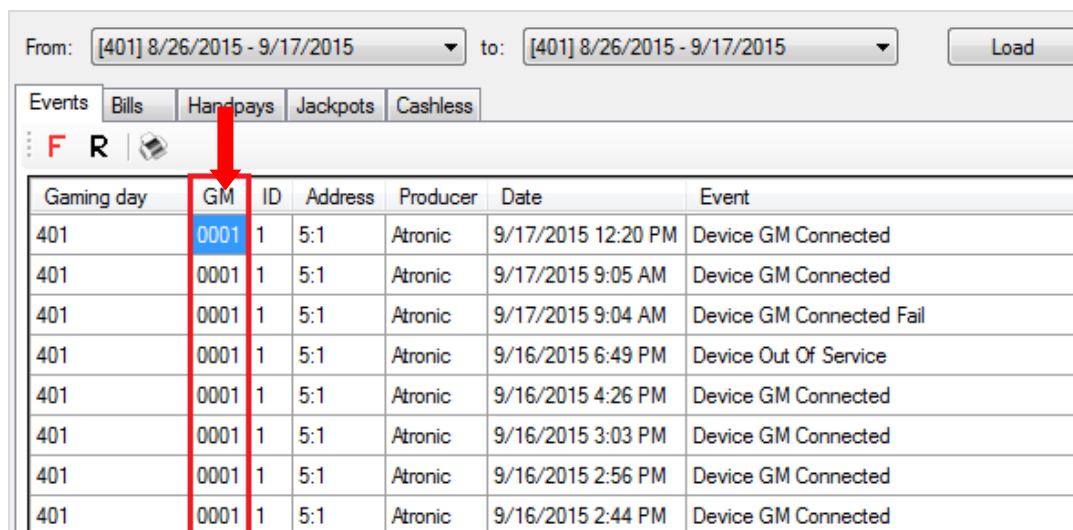 From: [401] 8/26/2015 - 9/17/2015 to: [401] 8/26/2015 - 9/17/2015 Load
Events Bills Handpays Jackpots Cashless
F R
Gaming day GM ID Address Producer Date Event
401 0001 1 5:1 Atronic 9/17/2015 12:20 PM Device GM Connected
401 0001 1 5:1 Atronic 9/17/2015 9:05 AM Device GM Connected
401 0001 1 5:1 Atronic 9/17/2015 9:04 AM Device GM Connected Fail
401 0001 1 5:1 Atronic 9/16/2015 6:49 PM Device Out Of Service
401 0001 1 5:1 Atronic 9/16/2015 4:26 PM Device GM Connected
401 0001 1 5:1 Atronic 9/16/2015 3:03 PM Device GM Connected
401 0001 1 5:1 Atronic 9/16/2015 2:56 PM Device GM Connected
401 0001 1 5:1 Atronic 9/16/2015 2:44 PM Device GM Connected